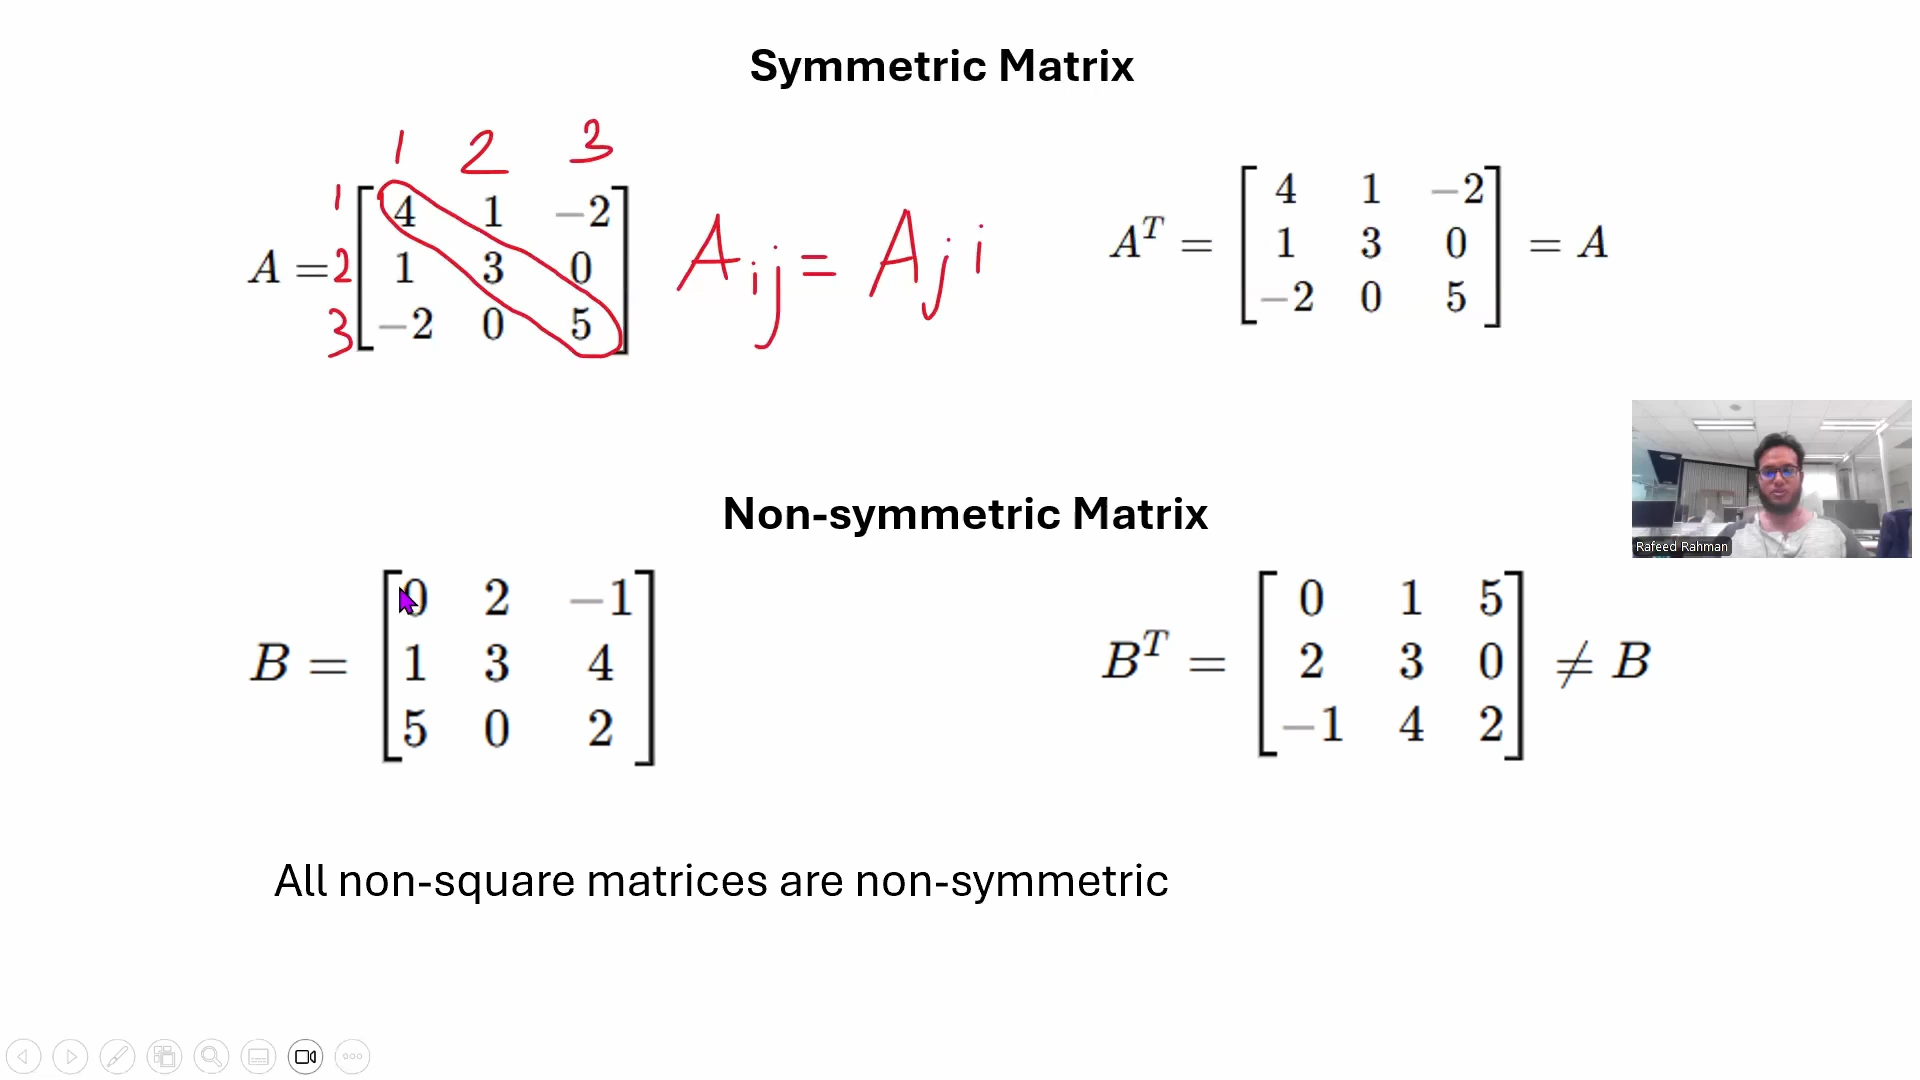 Symmetric Matrix
1 2 3
1 4 1 −2
A = 2 1 3 0
3 −2 0 5
A_ij = A_ji
4 1 −2
A^T = 1 3 0 = A
−2 0 5
Rafeed Rahman
Non-symmetric Matrix
0 2 −1
B = 1 3 4
5 0 2
0 1 5
B^T = 2 3 0 ≠ B
−1 4 2
All non-square matrices are non-symmetric